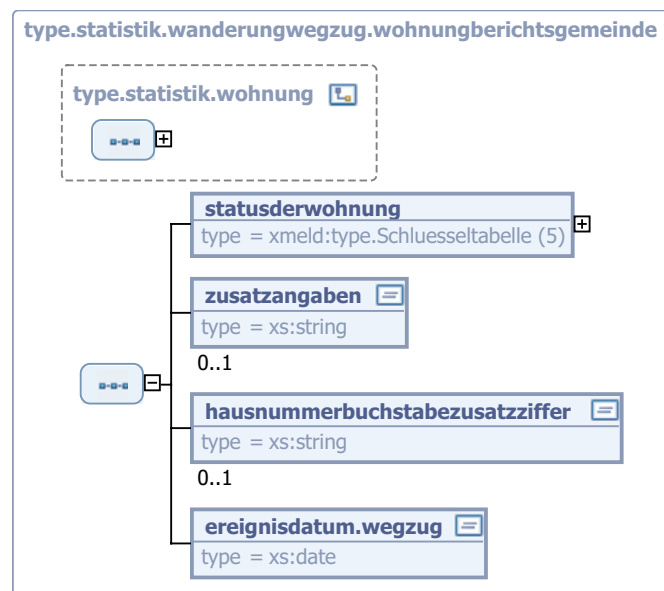 type.statistik.wanderungwegzug.wohnungberichtsgemeinde
type.statistik.wohnung
statusderwohnung
type = xmeld:type.Schluesseltabelle (5)
zusatzangaben
type = xs:string
0..1
hausnummerbuchstabezusatzziffer
type = xs:string
0..1
ereignisdatum.wegzug
type = xs:date